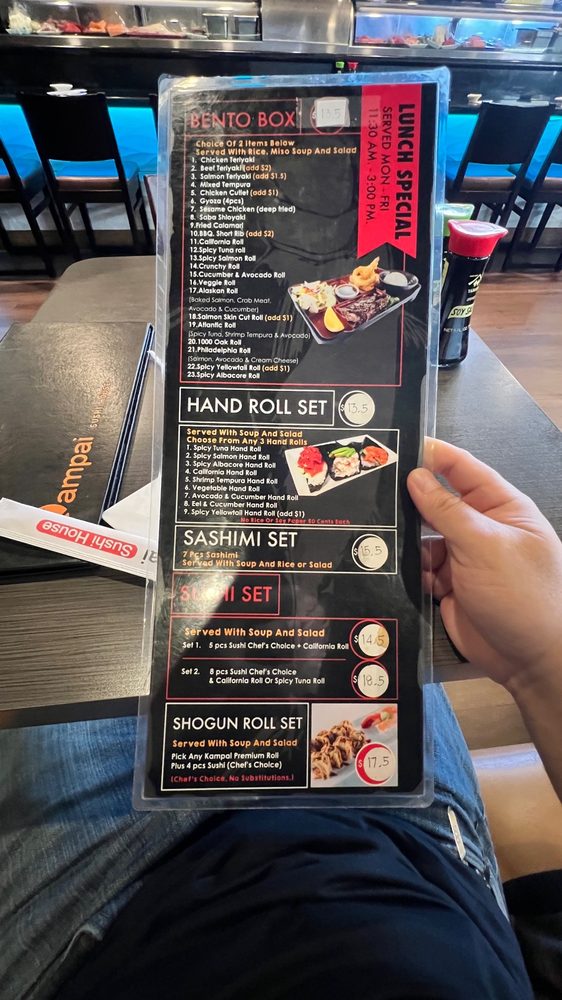 BENTO BOX
13.5
LUNCH SPECIAL
SERVED MON - FRI
11:30 AM. - 3:00 PM.
Choice Of 2 Items Below
Served With Rice, Miso Soup And Salad
1. Chicken Teriyaki
2. Beef Teriyaki (add $2)
3. Salmon Teriyaki (add $1.5)
4. Mixed Tempura
5. Chicken Cutlet (add $1)
6. Gyoza (4pcs)
7. Sesame Chicken (deep fried)
8. Saba Shioyaki
9.Fried Calamari
10.BBQ. Short Rib (add $2)
11.California Roll
12.Spicy Tuna roll
13.Spicy Salmon Roll
14.Crunchy Roll
15.Cucumber & Avocado Roll
16.Veggie Roll
17.Alaskan Roll
(Baked Salmon, Crab Meat,
Avocado & Cucumber)
18.Salmon Skin Cut Roll (add $1)
19.Atlantic Roll
(Spicy Tuna, Shrimp Tempura & Avocado)
20.1000 Oak Roll
21.Philadelphia Roll
(Salmon, Avocado & Cream Cheese)
22.Spicy Yellowtail Roll (add $1)
23.Spicy Albacore Roll
HAND ROLL SET
$13.5
Served With Soup And Salad
Choose From Any 3 Hand Rolls
1. Spicy Tuna Hand Roll
2. Spicy Salmon Hand Roll
3. Spicy Albacore Hand Roll
4. California Hand Roll
5. Shrimp Tempura Hand Roll
6. Vegetable Hand Roll
7. Avocado & Cucumber Hand Roll
8. Eel & Cucumber Hand Roll
9. Spicy Yellowtail Hand Roll (add $1)
No Rice Or Soy Paper 50 Cents Each
SASHIMI SET
$15.5
7 Pcs Sashimi
Served With Soup And Rice or Salad
SUSHI SET
Served With Soup And Salad
Set 1. 5 pcs Sushi Chef's Choice + California Roll
$14.5
Set 2. 8 pcs Sushi Chef's Choice
& California Roll Or Spicy Tuna Roll
$18.5
SHOGUN ROLL SET
Served With Soup And Salad
Pick Any Kampai Premium Roll
Plus 4 pcs Sushi (Chef's Choice)
(Chef's Choice, No Substitutions.)
$17.5
ampai
Sushi House
SOY